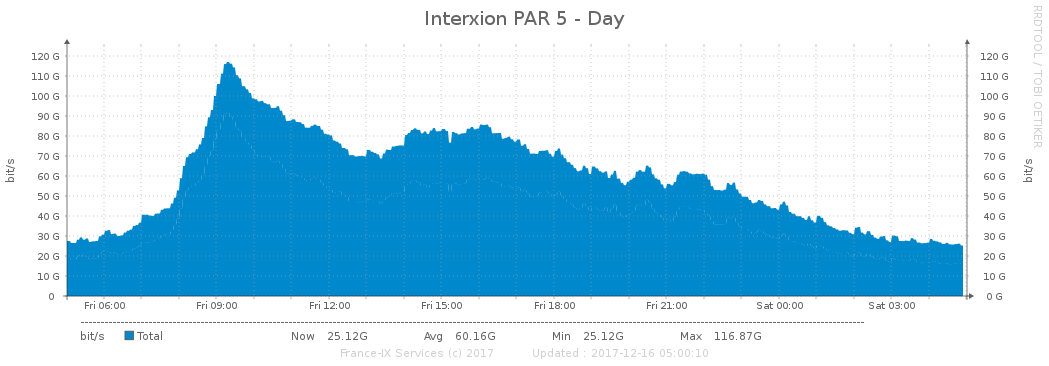 Interxion PAR 5 - Day
RRDTOOL / TOBI OETIKER
bit/s
120 G
110 G
100 G
90 G
80 G
70 G
60 G
50 G
40 G
30 G
20 G
10 G
0
120 G
110 G
100 G
90 G
80 G
70 G
60 G
50 G
40 G
30 G
20 G
10 G
0 G
bit/s
Fri 06:00 Fri 09:00 Fri 12:00 Fri 15:00 Fri 18:00 Fri 21:00 Sat 00:00 Sat 03:00
bit/s Total Now 25.12G Avg 60.16G Min 25.12G Max 116.87G
France-IX Services (c) 2017 Updated : 2017-12-16 05:00:10